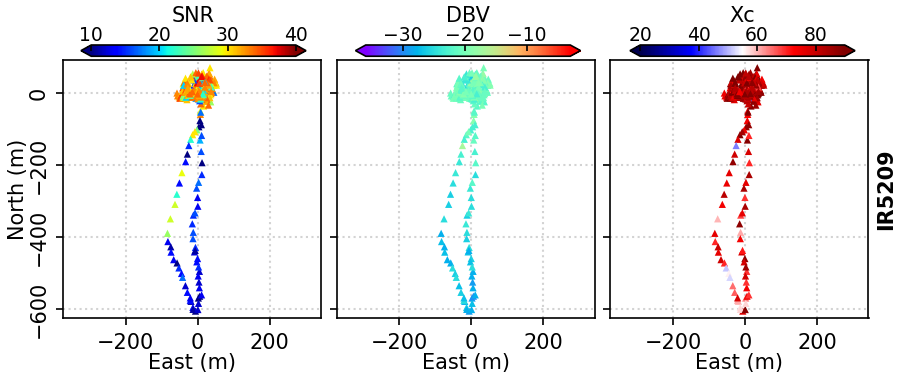 SNR DBV Xc
10 20 30 40 −30 −20 −10 20 40 60 80
North (m)
0
−200
−400
−600
−200 0 200 −200 0 200 −200 0 200
East (m) East (m) East (m)
IR5209